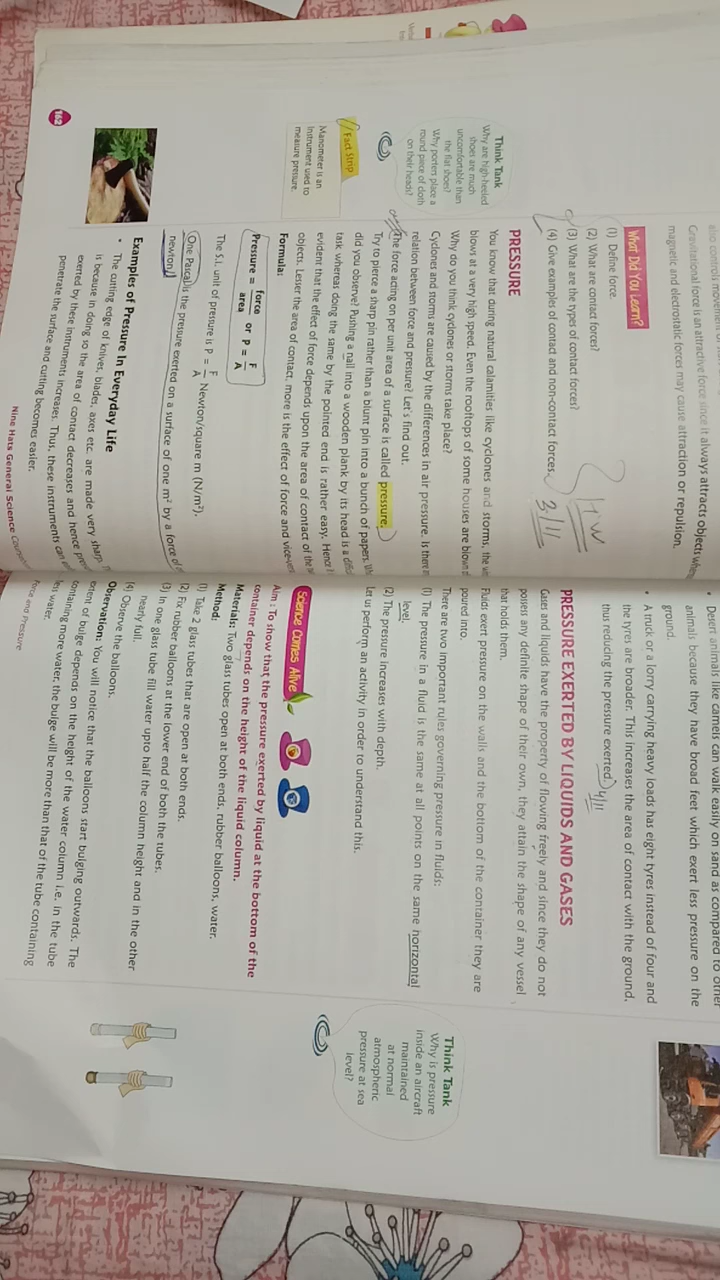 also controls movement of
Gravitational force is an attractive force since it always attracts objects
magnetic and electrostatic forces may cause attraction or repulsion.
What Did You Learn?
(1) Define force.
(2) What are contact forces?
(3) What are the types of contact forces?
(4) Give examples of contact and non-contact forces.
H W
3/11
PRESSURE
You know that during natural calamities like cyclones and storms, the
blows at a very high speed. Even the rooftops of some houses are blown
Why do you think cyclones or storms take place?
Cyclones and storms are caused by the differences in air pressure. Is there
relation between force and pressure? Let's find out.
The force acting on per unit area of a surface is called pressure.
Try to pierce a sharp pin rather than a blunt pin into a bunch of papers.
did you observe? Pushing a nail into a wooden plank by its head is a
task whereas doing the same by the pointed end is rather easy. Hence
evident that the effect of force depends upon the area of contact of the
objects. Lesser the area of contact, more is the effect of force and
Formula:
Pressure = force/area or P = F/A
The S.I. unit of presure is P = F/A Newton/square m (N/m²).
One Pascal is the pressure exerted on a surface of one m² by a force of
newton.
Examples of Pressure In Everyday Life
• The cutting edge of knives, blades, axes etc. are made very sharp.
is because in doing so the area of contact decreases and hence
exerted by these instruments increases. Thus, these instruments can
penetrate the surface and cutting becomes easier.
Think Tank
Why are high-heeled
shoes are much
uncomfortable than
the flat shoes?
Why porters place a
round piece of cloth
on their heads?
Fact Strip
Manometer is an
instrument used to
measure pressure.
162
Nine Hats General Science
• Desert animals like camels can walk easily on sand as compared to other
animals because they have broad feet which exert less pressure on the
ground.
• A truck or a lorry carrying heavy loads has eight tyres instead of four and
the tyres are broader. This increases the area of contact with the ground,
thus reducing the pressure exerted.
4/11
PRESSURE EXERTED BY LIQUIDS AND GASES
Gases and liquids have the property of flowing freely and since they do not
possess any definite shape of their own, they attain the shape of any vessel
that holds them.
Fluids exert pressure on the walls and the bottom of the container they are
poured into.
There are two important rules governing pressure in fluids:
(1) The pressure in a fluid is the same at all points on the same horizontal
level.
(2) The pressure increases with depth.
Let us perform an activity in order to understand this.
Science Comes Alive
Aim : To show that the pressure exerted by liquid at the bottom of the
container depends on the height of the liquid column.
Materials: Two glass tubes open at both ends, rubber balloons, water.
Method:
(1) Take 2 glass tubes that are open at both ends.
(2) Fix rubber balloons at the lower end of both the tubes.
(3) In one glass tube fill water upto half the column height and in the other
nearly full.
(4) Observe the balloons.
Observation: You will notice that the balloons start bulging outwards. The
extent of bulge depends on the height of the water column i.e. in the tube
containing more water, the bulge will be more than that of the tube containing
less water.
Force and Pressure
Think Tank
Why is pressure
inside an aircraft
maintained
at normal
atmospheric
pressure at sea
level?